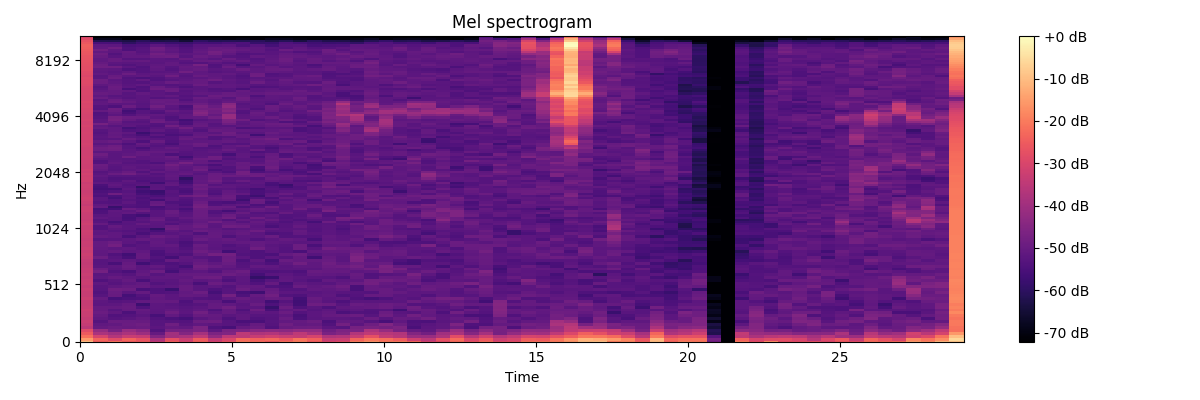 Mel spectrogram
Hz
8192
4096
2048
1024
512
0
0 5 10 15 20 25
Time
+0 dB
-10 dB
-20 dB
-30 dB
-40 dB
-50 dB
-60 dB
-70 dB